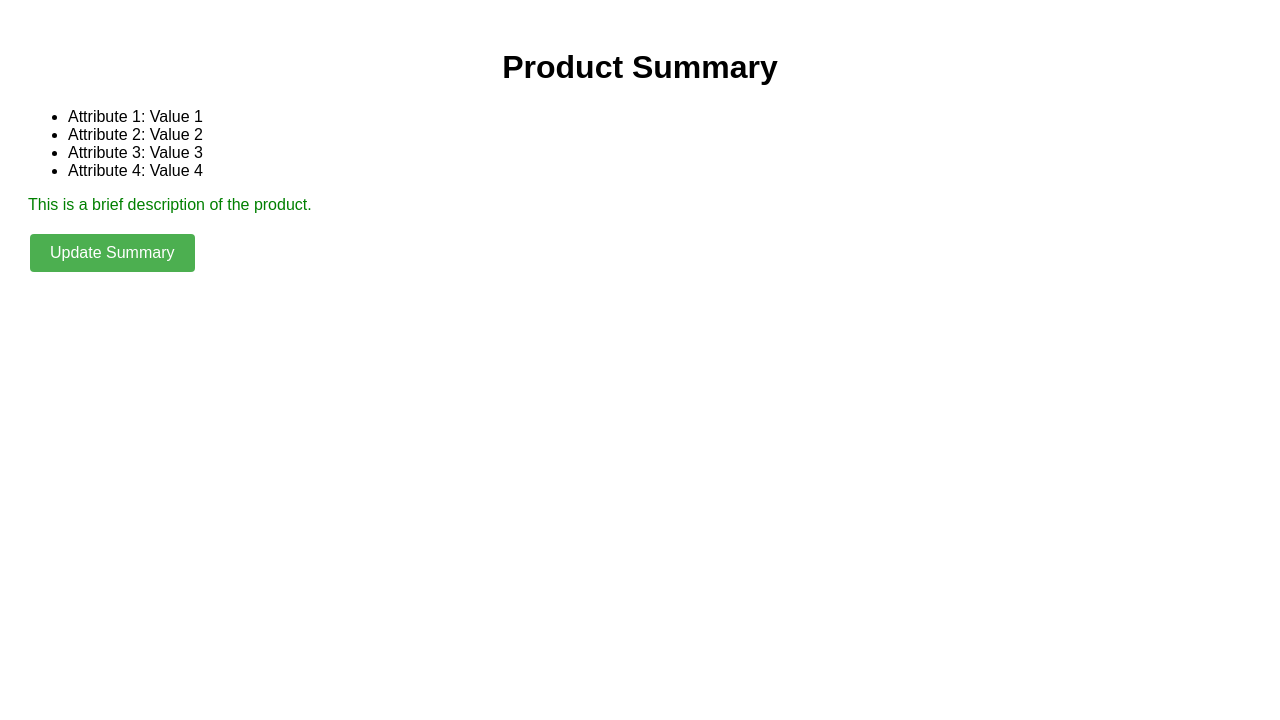 Product Summary
Attribute 1: Value 1
Attribute 2: Value 2
Attribute 3: Value 3
Attribute 4: Value 4
This is a brief description of the product.
Update Summary